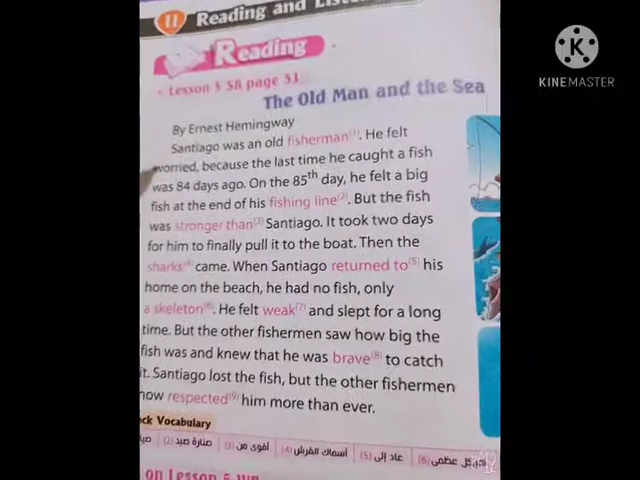 11 Reading and
Reading
• Lesson 5 SB page 51
The Old Man and the Sea
By Ernest Hemingway
Santiago was an old fisherman(1). He felt
worried, because the last time he caught a fish
was 84 days ago. On the 85th day, he felt a big
fish at the end of his fishing line(2). But the fish
was stronger than(3) Santiago. It took two days
for him to finally pull it to the boat. Then the
sharks(4) came. When Santiago returned to(5) his
home on the beach, he had no fish, only
a skeleton(6). He felt weak(7) and slept for a long
time. But the other fishermen saw how big the
fish was and knew that he was brave(8) to catch
it. Santiago lost the fish, but the other fishermen
now respected(9) him more than ever.
Vocabulary
(2) صنارة صيد (3) أقوى من (4) أسماك القرش (5) عاد إلى (6) هيكل عظمي
on Lesson 5
K
KINEMASTER